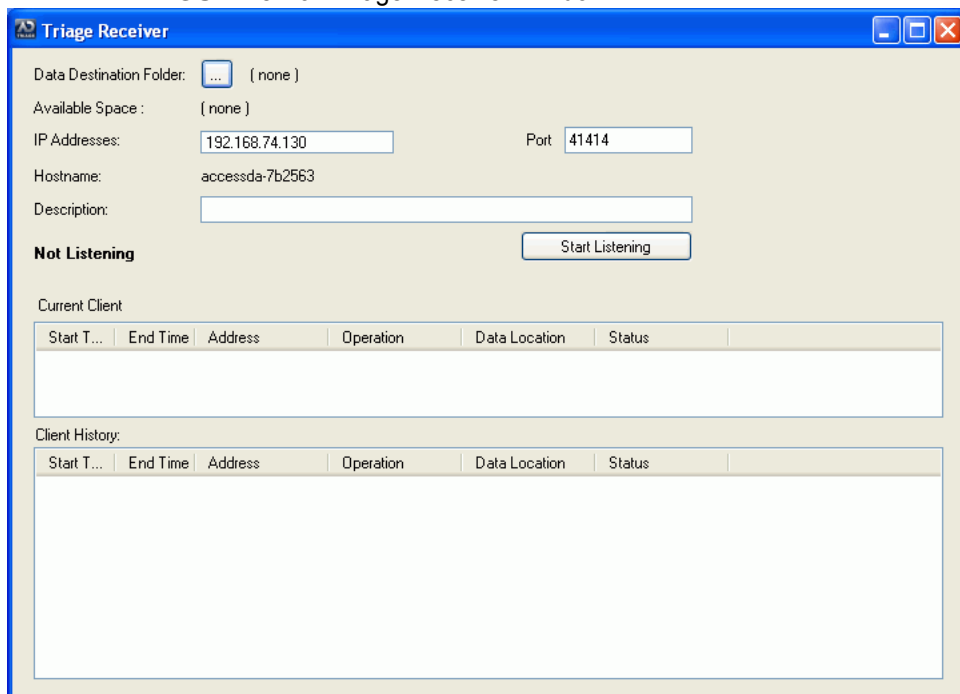 Triage Receiver
Data Destination Folder: ... ( none )
Available Space : ( none )
IP Addresses: 192.168.74.130 Port 41414
Hostname: accessda-7b2563
Description:
Not Listening Start Listening
Current Client
Start T... End Time Address Operation Data Location Status
Client History:
Start T... End Time Address Operation Data Location Status